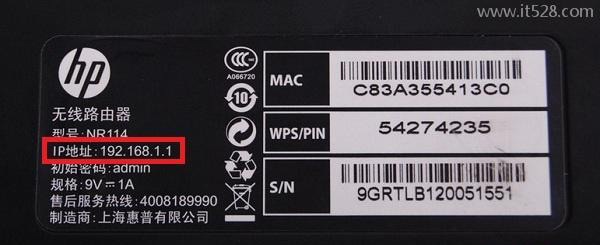 www.it528.com
hp
无线路由器
型号:NR114
IP地址:192.168.1.1
初始密码:admin
规格:9V⎓1A
售后服务热线:4008189990
制造商:上海惠普有限公司
CCC
A066720
10
MAC
C83A355413C0
WPS/PIN
54274235
S/N
9GRTLB120051551